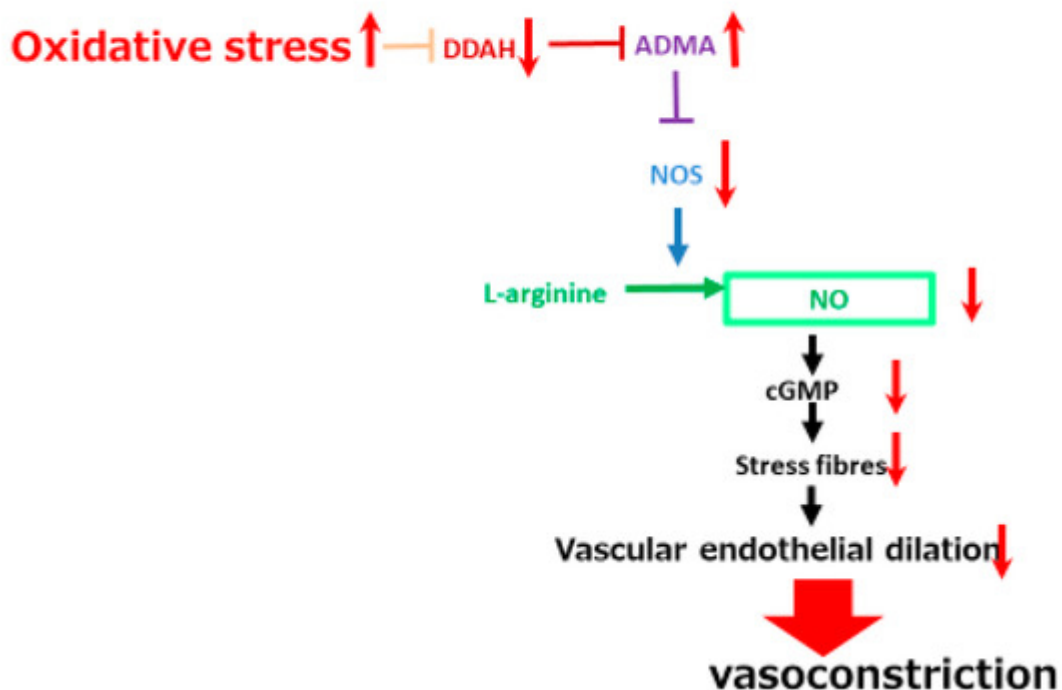 Oxidative stress DDAH ADMA
NOS
L-arginine NO
cGMP
Stress fibres
Vascular endothelial dilation
vasoconstriction